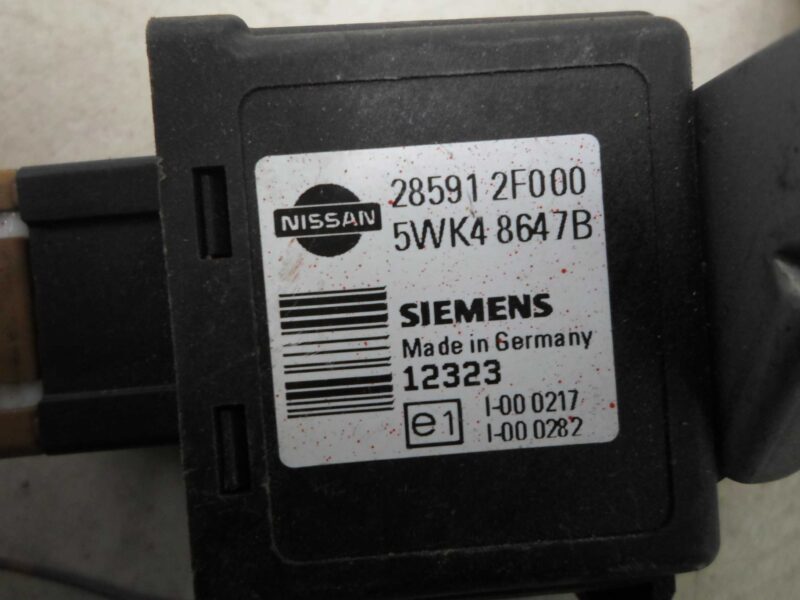 28591 2F000
NISSAN
5WK4 8647B
SIEMENS
Made in Germany
12323
e1
I-00 0217
I-00 0282